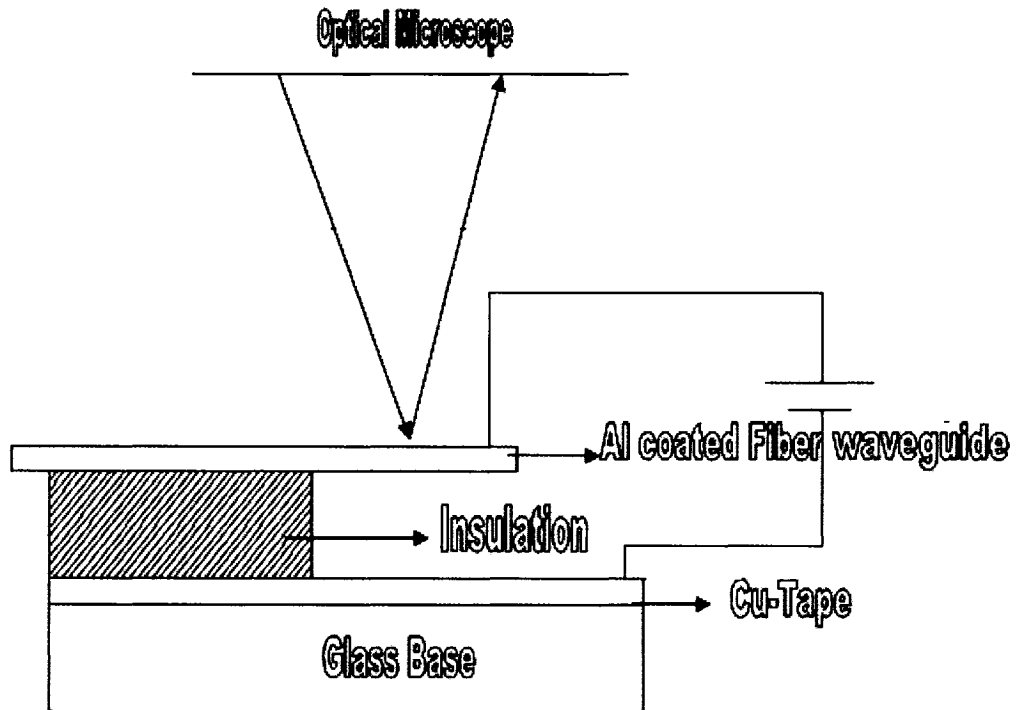 Optical Microscope
Al coated Fiber waveguide
Insulation
Cu-Tape
Glass Base